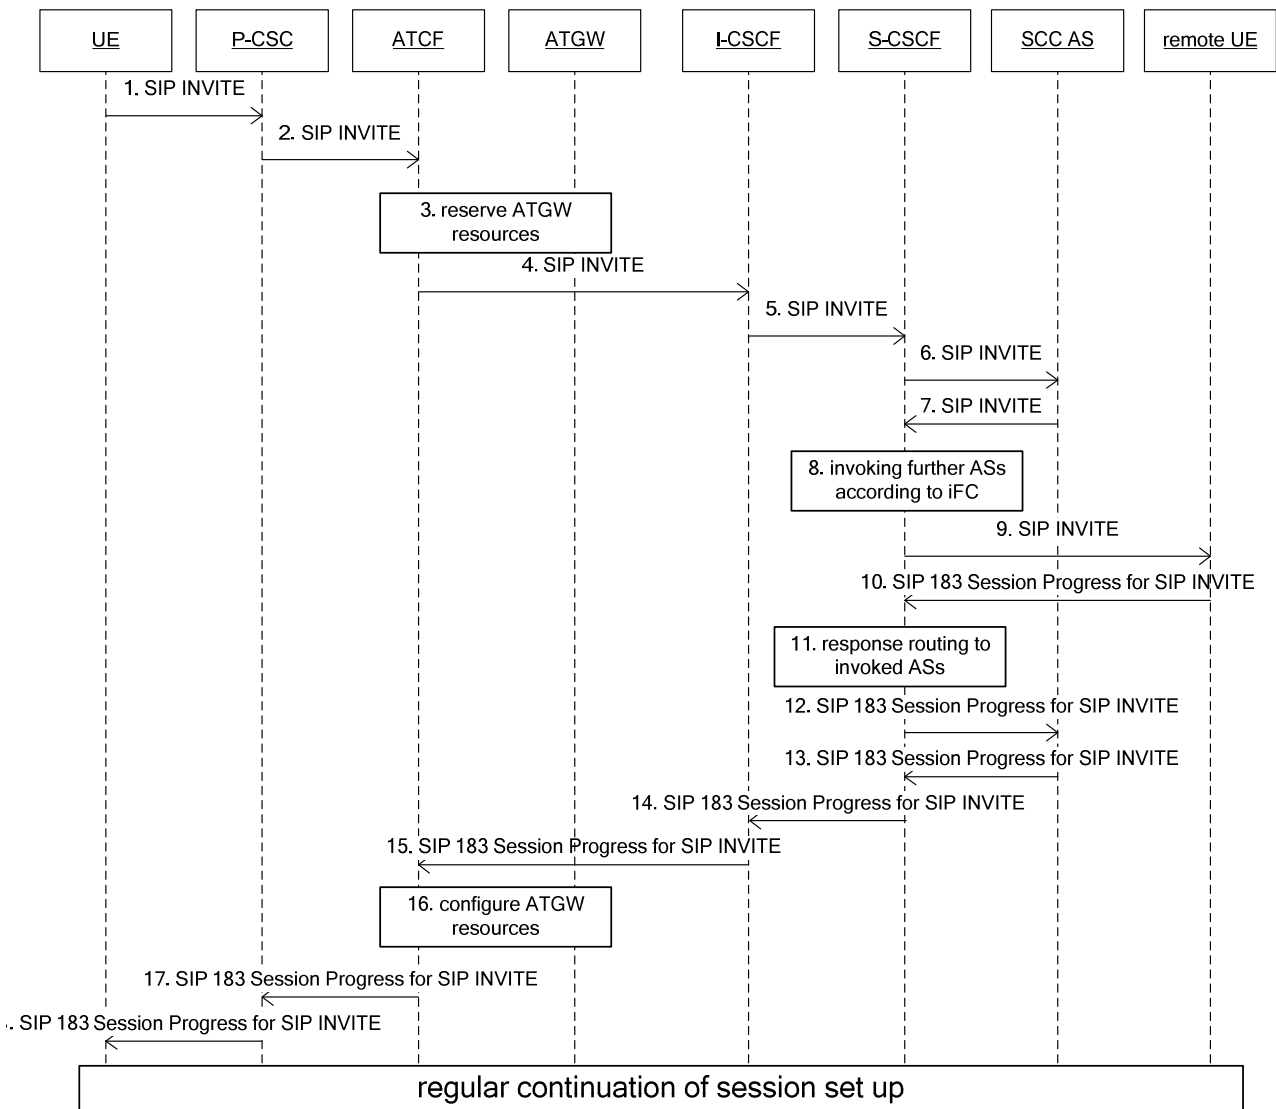 UE P-CSC ATCF ATGW I-CSCF S-CSCF SCC AS remote UE
1. SIP INVITE
2. SIP INVITE
3. reserve ATGW
resources
4. SIP INVITE
5. SIP INVITE
6. SIP INVITE
7. SIP INVITE
8. invoking further ASs
according to iFC
9. SIP INVITE
10. SIP 183 Session Progress for SIP INVITE
11. response routing to
invoked ASs
12. SIP 183 Session Progress for SIP INVITE
13. SIP 183 Session Progress for SIP INVITE
14. SIP 183 Session Progress for SIP INVITE
15. SIP 183 Session Progress for SIP INVITE
16. configure ATGW
resources
17. SIP 183 Session Progress for SIP INVITE
. SIP 183 Session Progress for SIP INVITE
regular continuation of session set up